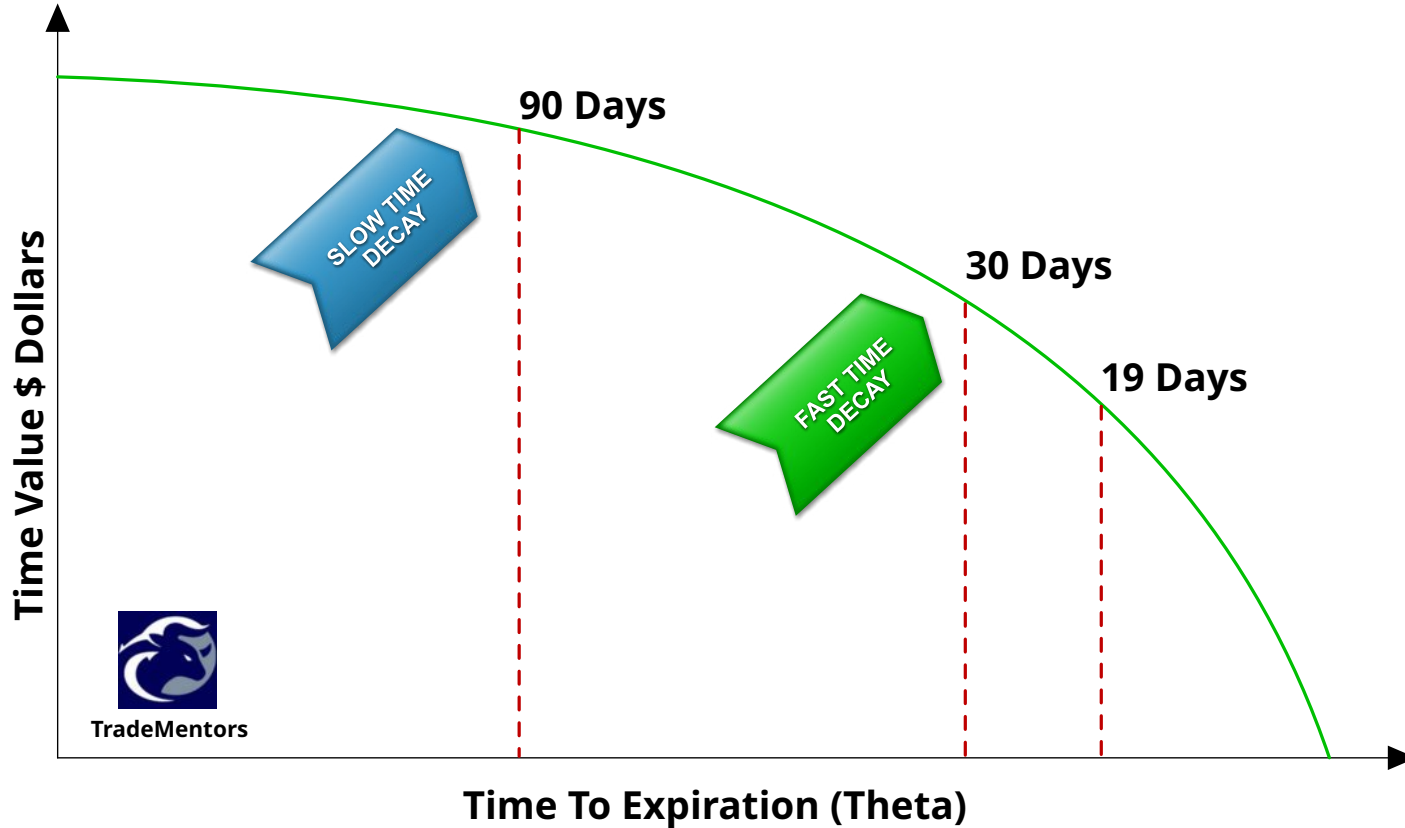 90 Days
SLOW TIME
DECAY
30 Days
FAST TIME
DECAY
19 Days
Time Value $ Dollars
TradeMentors
Time To Expiration (Theta)